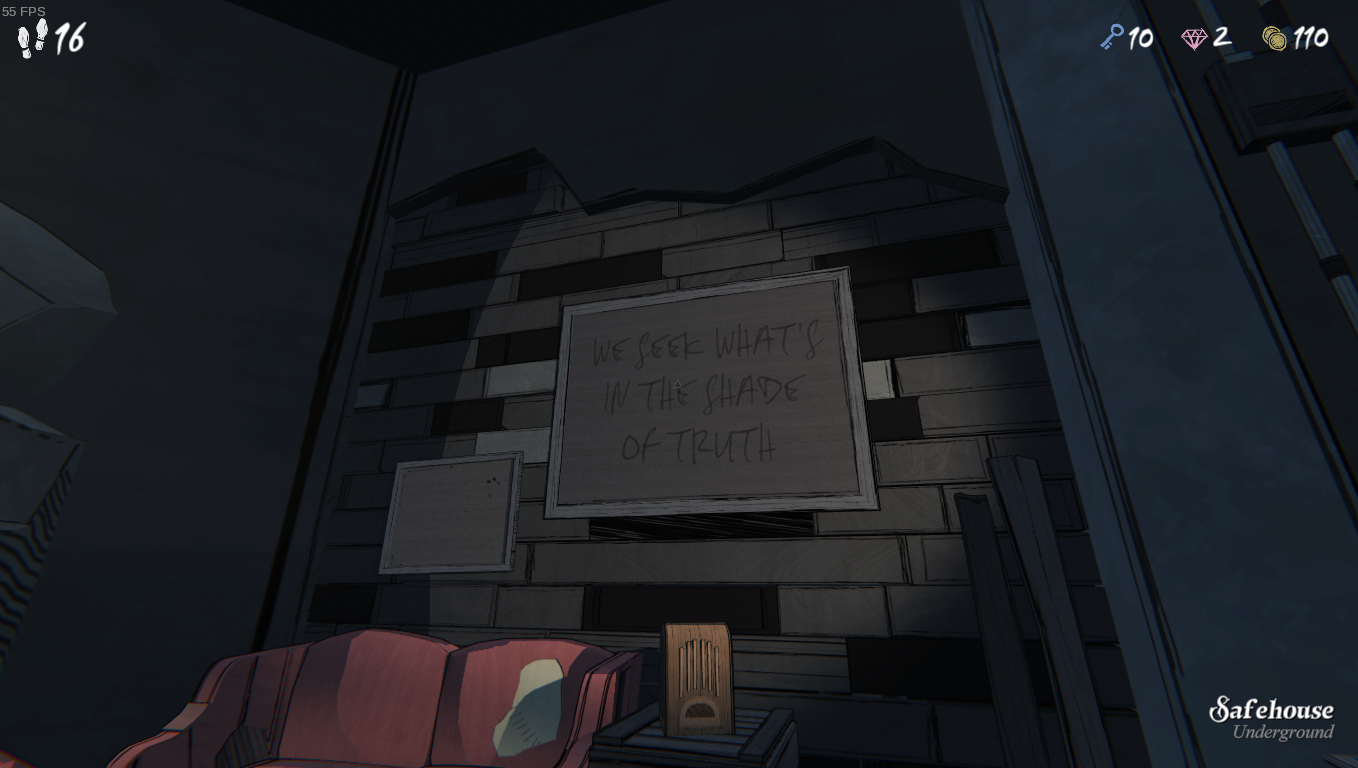 55 FPS
16
10
2
110
WE SEEK WHAT'S
IN THE SHADE
OF TRUTH
Safehouse
Underground